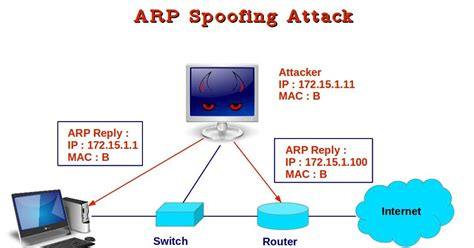 ARP Spoofing Attack
Attacker
IP : 172.15.1.11
MAC : B
ARP Reply :
IP : 172.15.1.1
MAC : B
ARP Reply :
IP : 172.15.1.100
MAC : B
Internet
Switch
Router